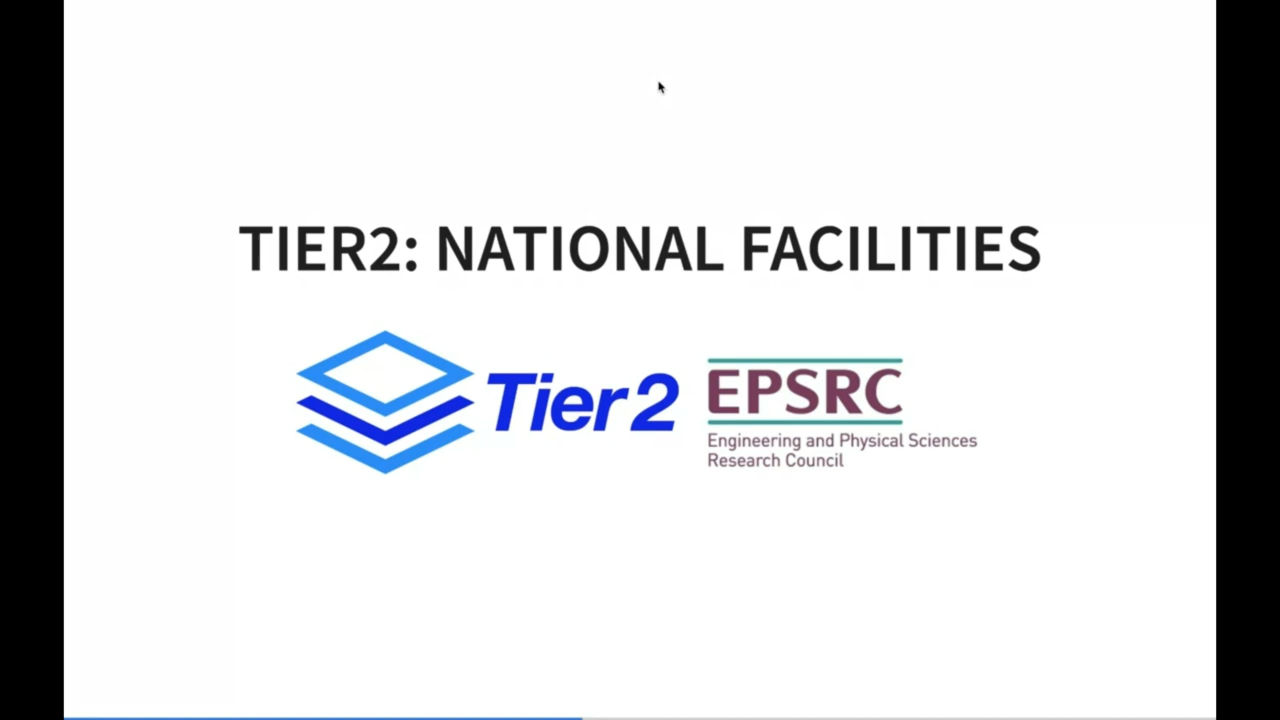 TIER2: NATIONAL FACILITIES
Tier2
EPSRC
Engineering and Physical Sciences
Research Council